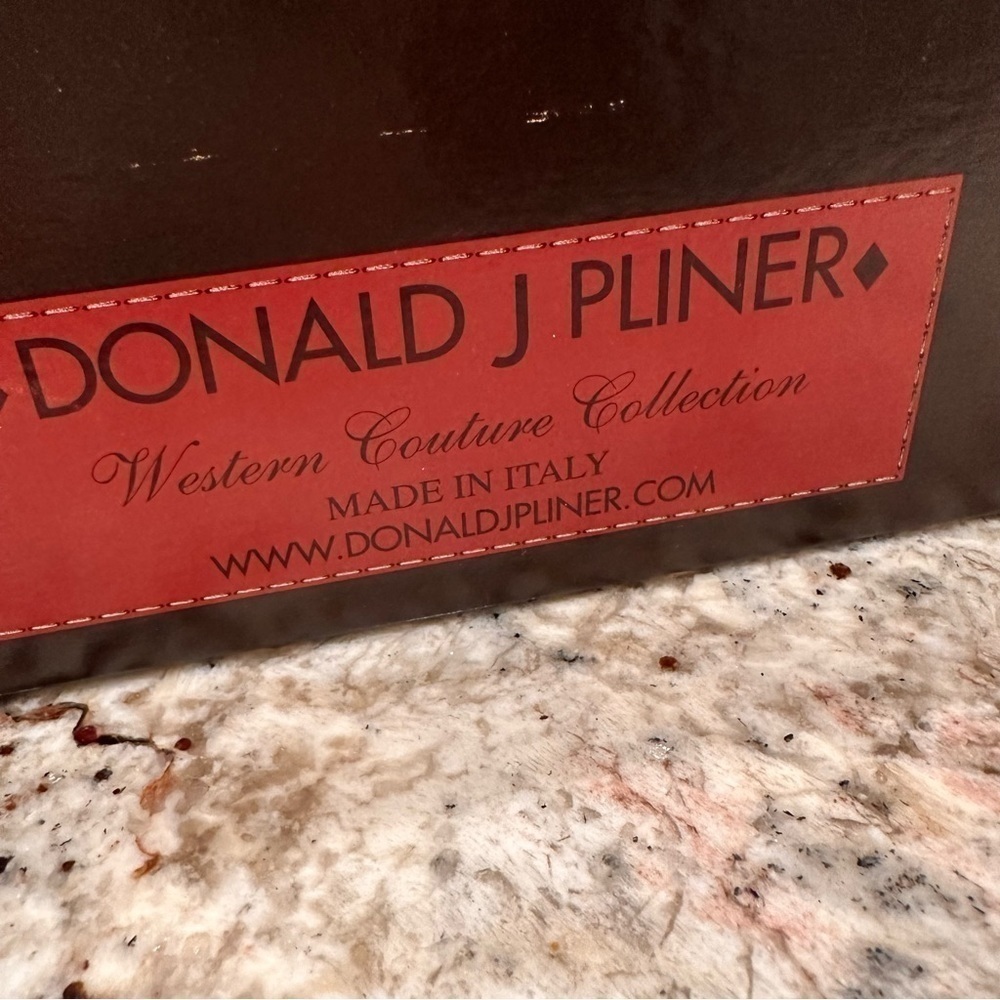 DONALD J PLINER
Western Couture Collection
MADE IN ITALY
WWW.DONALDJPLINER.COM